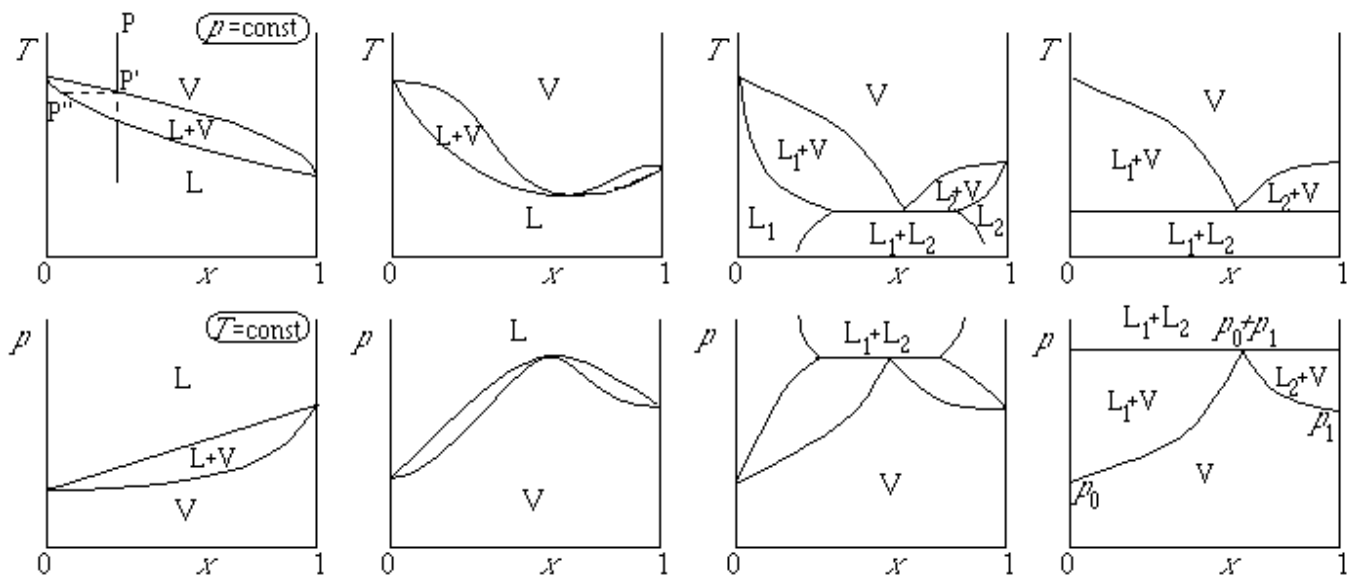 T P p=const P' V P" L+V L 0 x 1
T V L+V L 0 x 1
T V L₁+V L₂+V L₁ L₂ L₁+L₂ 0 x 1
T V L₁+V L₂+V L₁+L₂ 0 x 1
p T=const L L+V V 0 x 1
p L V 0 x 1
p L₁+L₂ V 0 x 1
p L₁+L₂ p₀+p₁ L₁+V L₂+V p₁ p₀ V 0 x 1